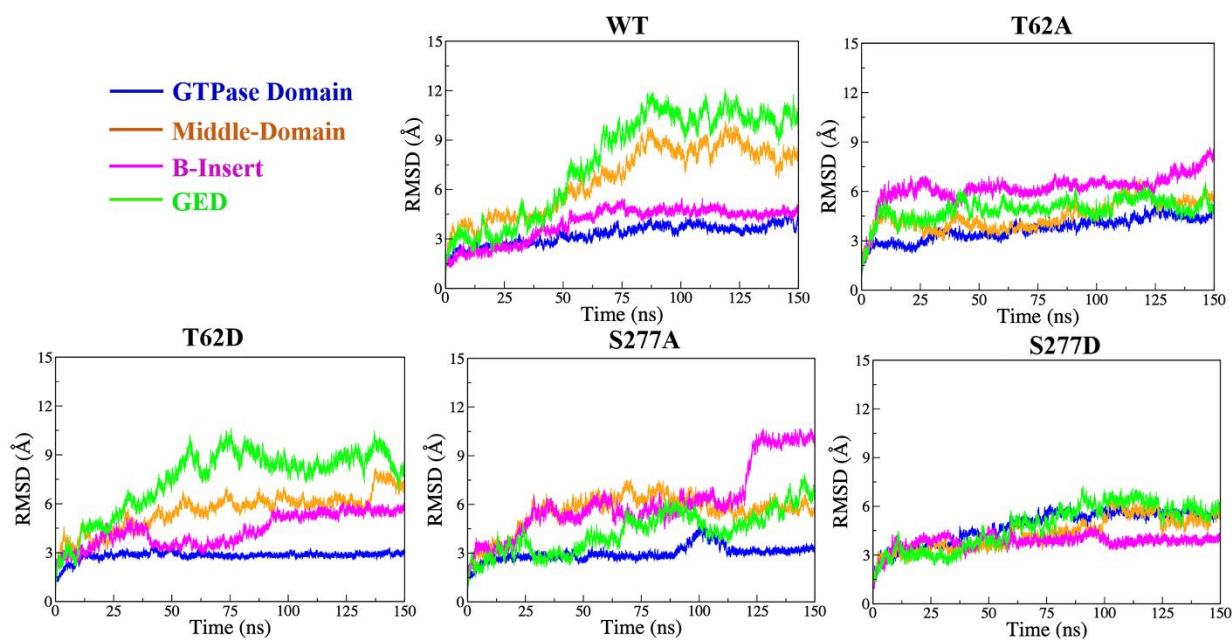 WT
T62A
GTPase Domain
Middle-Domain
B-Insert
GED
RMSD (Å)
15
12
9
6
3
0
0 25 50 75 100 125 150
Time (ns)
RMSD (Å)
15
12
9
6
3
0
0 25 50 75 100 125 150
Time (ns)
T62D
S277A
S277D
RMSD (Å)
15
12
9
6
3
0
0 25 50 75 100 125 150
Time (ns)
RMSD (Å)
15
12
9
6
3
0
0 25 50 75 100 125 150
Time (ns)
RMSD (Å)
15
12
9
6
3
0
0 25 50 75 100 125 150
Time (ns)